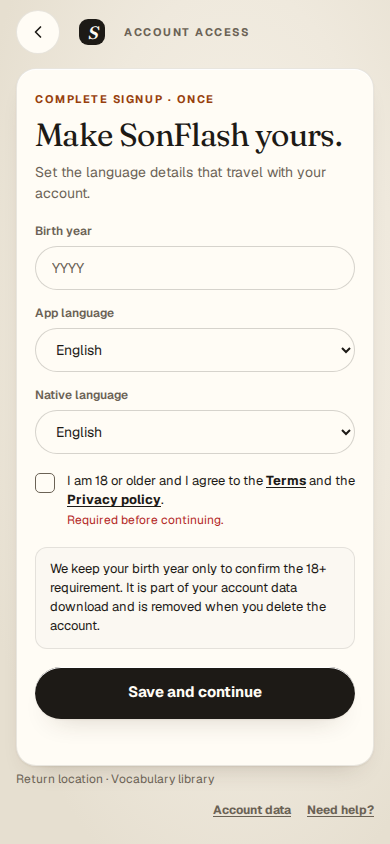 S
ACCOUNT ACCESS
COMPLETE SIGNUP · ONCE
Make SonFlash yours.
Set the language details that travel with your
account.
Birth year
YYYY
App language
English
Native language
English
I am 18 or older and I agree to the Terms and the
Privacy policy.
Required before continuing.
We keep your birth year only to confirm the 18+
requirement. It is part of your account data
download and is removed when you delete the
account.
Save and continue
Return location · Vocabulary library
Account data Need help?